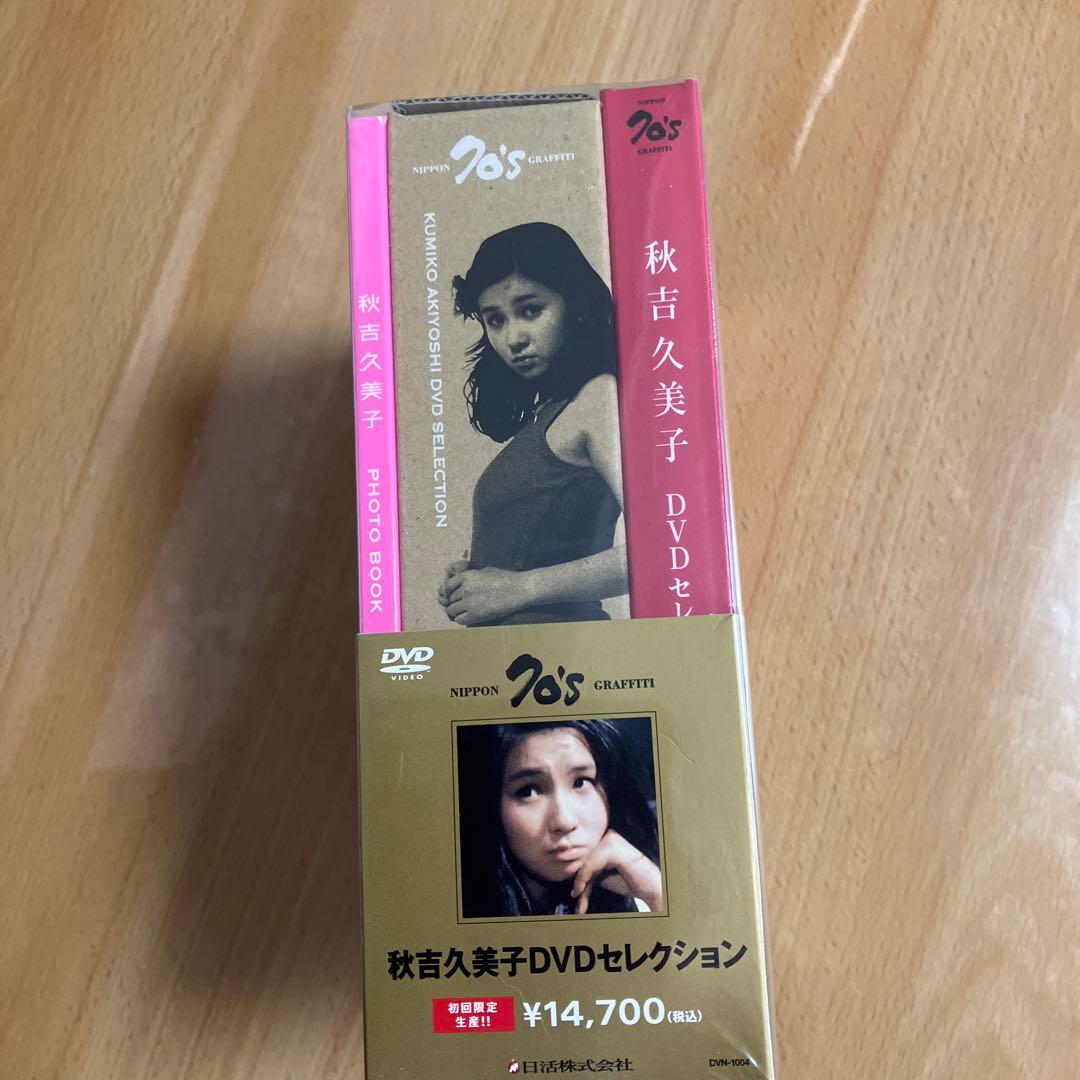 秋吉久美子 PHOTO BOOK
NIPPON 70's GRAFFITI
KUMIKO AKIYOSHI DVD SELECTION
NIPPON
70's
GRAFFITI
秋吉久美子 DVDセレ
DVD
VIDEO
NIPPON 70's GRAFFITI
秋吉久美子DVDセレクション
初回限定
生産!!
¥14,700(税込)
日活株式会社
DVN-1004